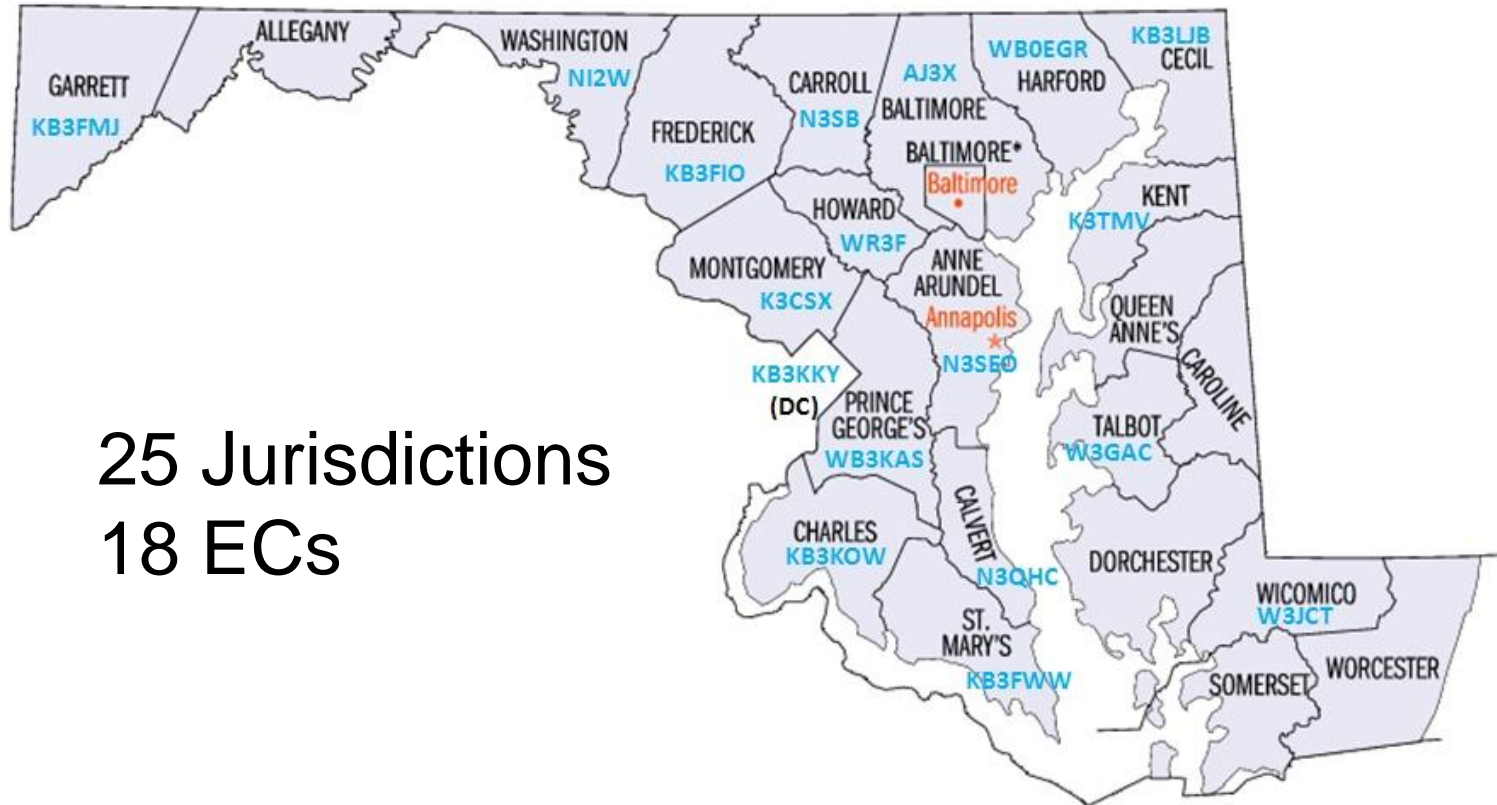 GARRETT
KB3FMJ
ALLEGANY
WASHINGTON
NI2W
FREDERICK
KB3FIO
CARROLL
N3SB
AJ3X
BALTIMORE
BALTIMORE*
Baltimore
WB0EGR
HARFORD
KB3LJB
CECIL
KENT
K3TMV
HOWARD
WR3F
MONTGOMERY
K3CSX
ANNE
ARUNDEL
Annapolis
N3SEO
QUEEN
ANNE'S
CAROLINE
KB3KKY
(DC)
PRINCE
GEORGE'S
WB3KAS
TALBOT
W3GAC
25 Jurisdictions
18 ECs
CHARLES
KB3KOW
CALVERT
N3QHC
DORCHESTER
WICOMICO
W3JCT
ST.
MARY'S
KB3FWW
SOMERSET
WORCESTER